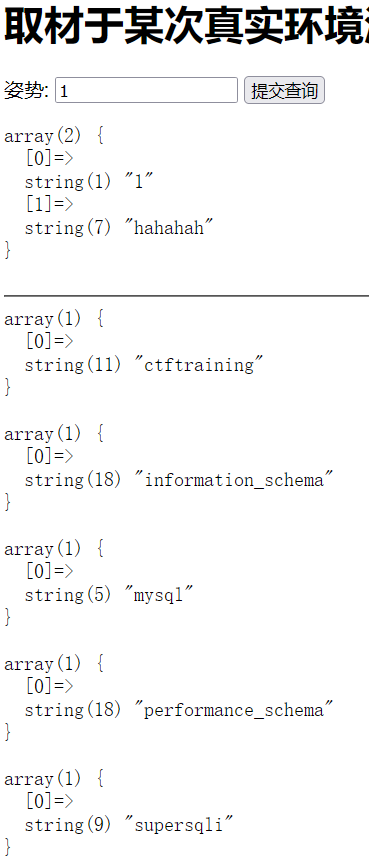 取材于某次真实环境
姿势: 1 提交查询
array(2) {
  [0]=>
  string(1) "1"
  [1]=>
  string(7) "hahahah"
}
array(1) {
  [0]=>
  string(11) "ctftraining"
}
array(1) {
  [0]=>
  string(18) "information_schema"
}
array(1) {
  [0]=>
  string(5) "mysql"
}
array(1) {
  [0]=>
  string(18) "performance_schema"
}
array(1) {
  [0]=>
  string(9) "supersqli"
}